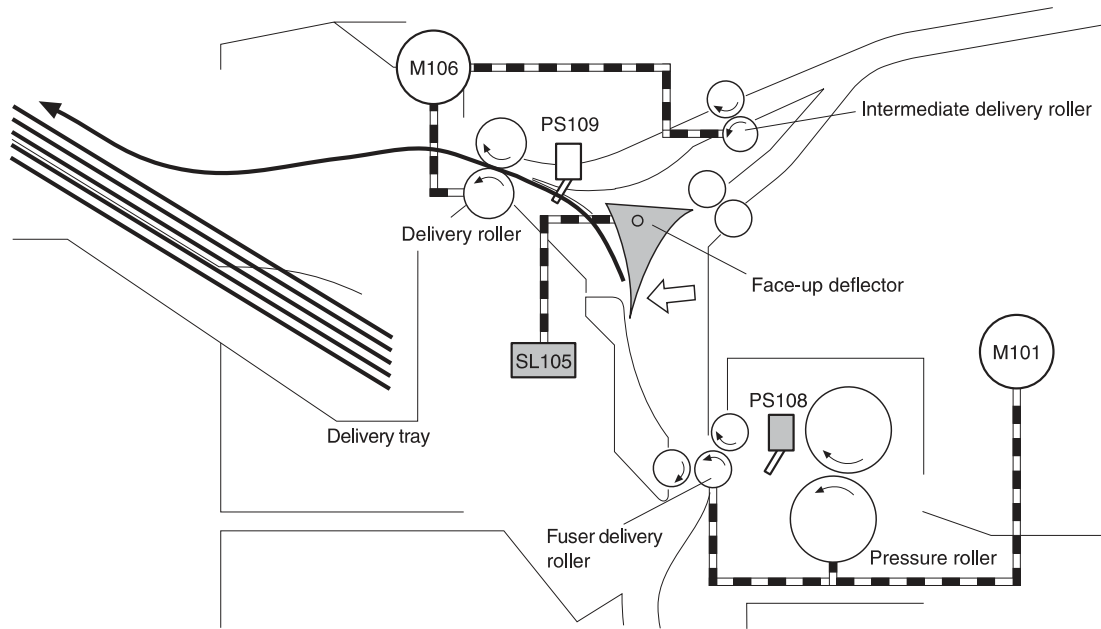 M106
PS109
Intermediate delivery roller
Delivery roller
Face-up deflector
SL105
M101
PS108
Delivery tray
Fuser delivery
roller
Pressure roller